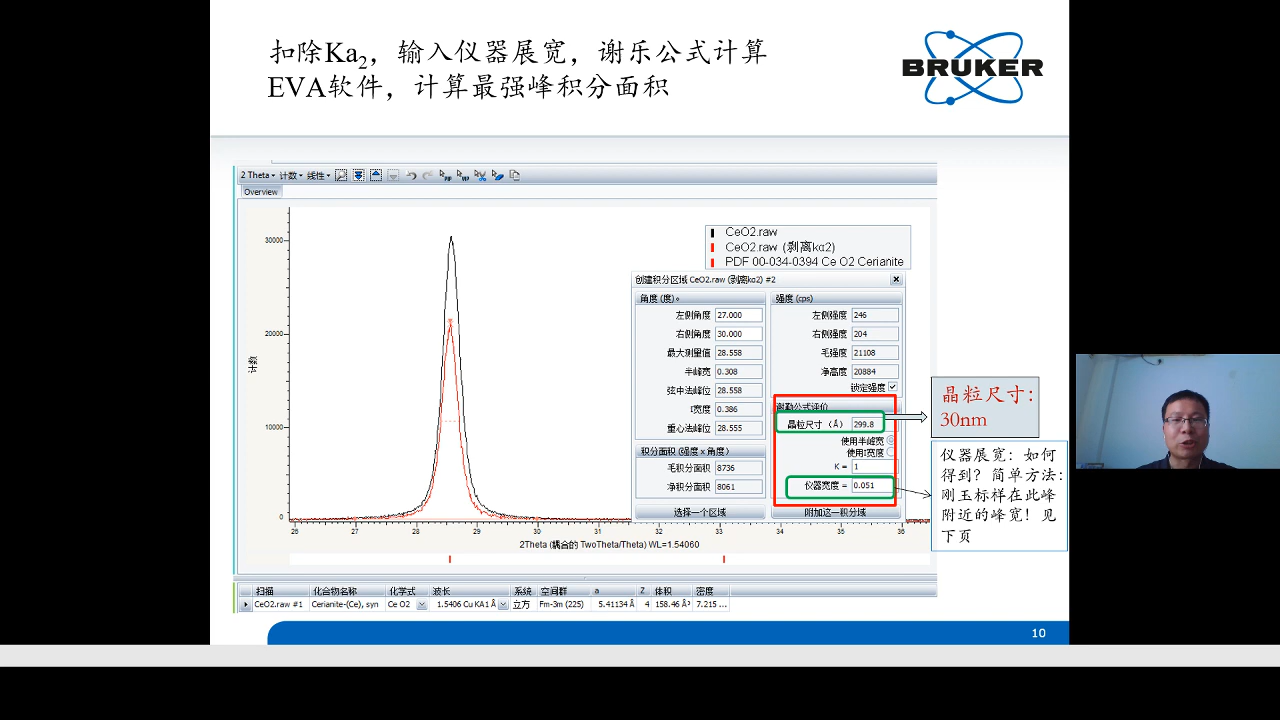 扣除Ka2，输入仪器展宽，谢乐公式计算
EVA软件，计算最强峰积分面积
BRUKER
2 Theta 计数 线性
Overview
CeO2.raw
CeO2.raw (剥离kα2)
PDF 00-034-0394 Ce O2 Cerianite
创建积分区域 CeO2.raw (剥离kα2) #2
角度 (度)°
左侧角度 27.000
右侧角度 30.000
最大测量值 28.558
半峰宽 0.308
弦中法峰位 28.558
I宽度 0.386
重心法峰位 28.555
积分面积 (强度 x 角度)
毛积分面积 8736
净积分面积 8061
选择一个区域
强度 (cps)
左侧强度 246
右侧强度 204
毛强度 21108
净高度 20884
锁定强度
谢勒公式评价
晶粒尺寸 (Å) 299.8
使用半峰宽
使用I宽度
K = 1
仪器宽度 = 0.051
附加这一积分域
晶粒尺寸:
30nm
仪器展宽：如何
得到？简单方法:
刚玉标样在此峰
附近的峰宽！见
下页
计数
30000
20000
10000
0
26 27 28 29 30 31 32 33 34 35 36
2Theta (耦合的 TwoTheta/Theta) WL=1.54060
扫描 化合物名称 化学式 波长 系统 空间群 a Z 体积 密度
CeO2.raw #1 Cerianite-(Ce), syn Ce O2 1.5406 Cu KA1 Å 立方 Fm-3m (225) 5.41134 Å 4 158.46 Å³ 7.215 ...
10